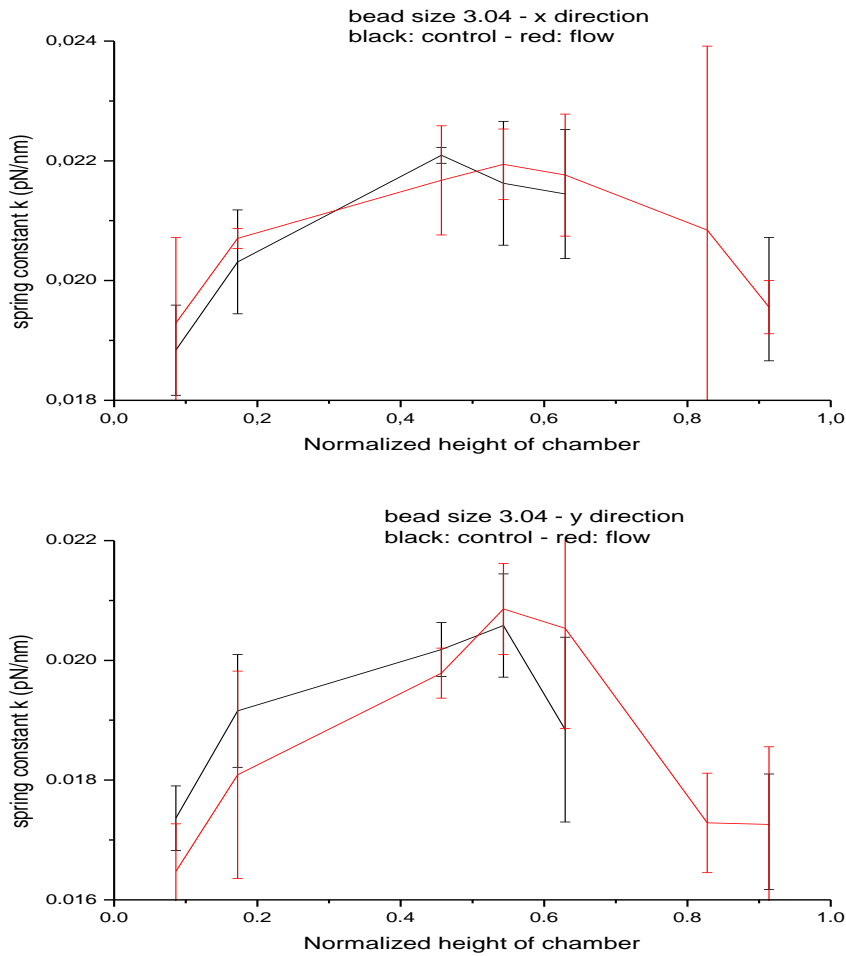 bead size 3.04 - x direction
black: control - red: flow
0,024
0,022
0,020
0,018
spring constant k (pN/nm)
0,0 0,2 0,4 0,6 0,8 1,0
Normalized height of chamber
bead size 3.04 - y direction
black: control - red: flow
0.022
0.020
0.018
0.016
spring constant k (pN/nm)
0.0 0.2 0.4 0.6 0.8 1.0
Normalized height of chamber